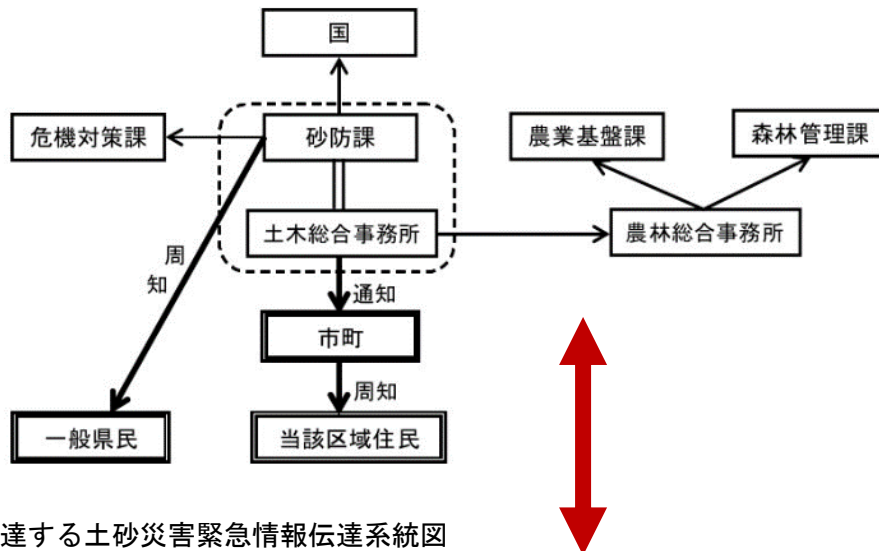 国
危機対策課
砂防課
農業基盤課
森林管理課
土木総合事務所
農林総合事務所
周知
通知
市町
周知
一般県民
当該区域住民
達する土砂災害緊急情報伝達系統図